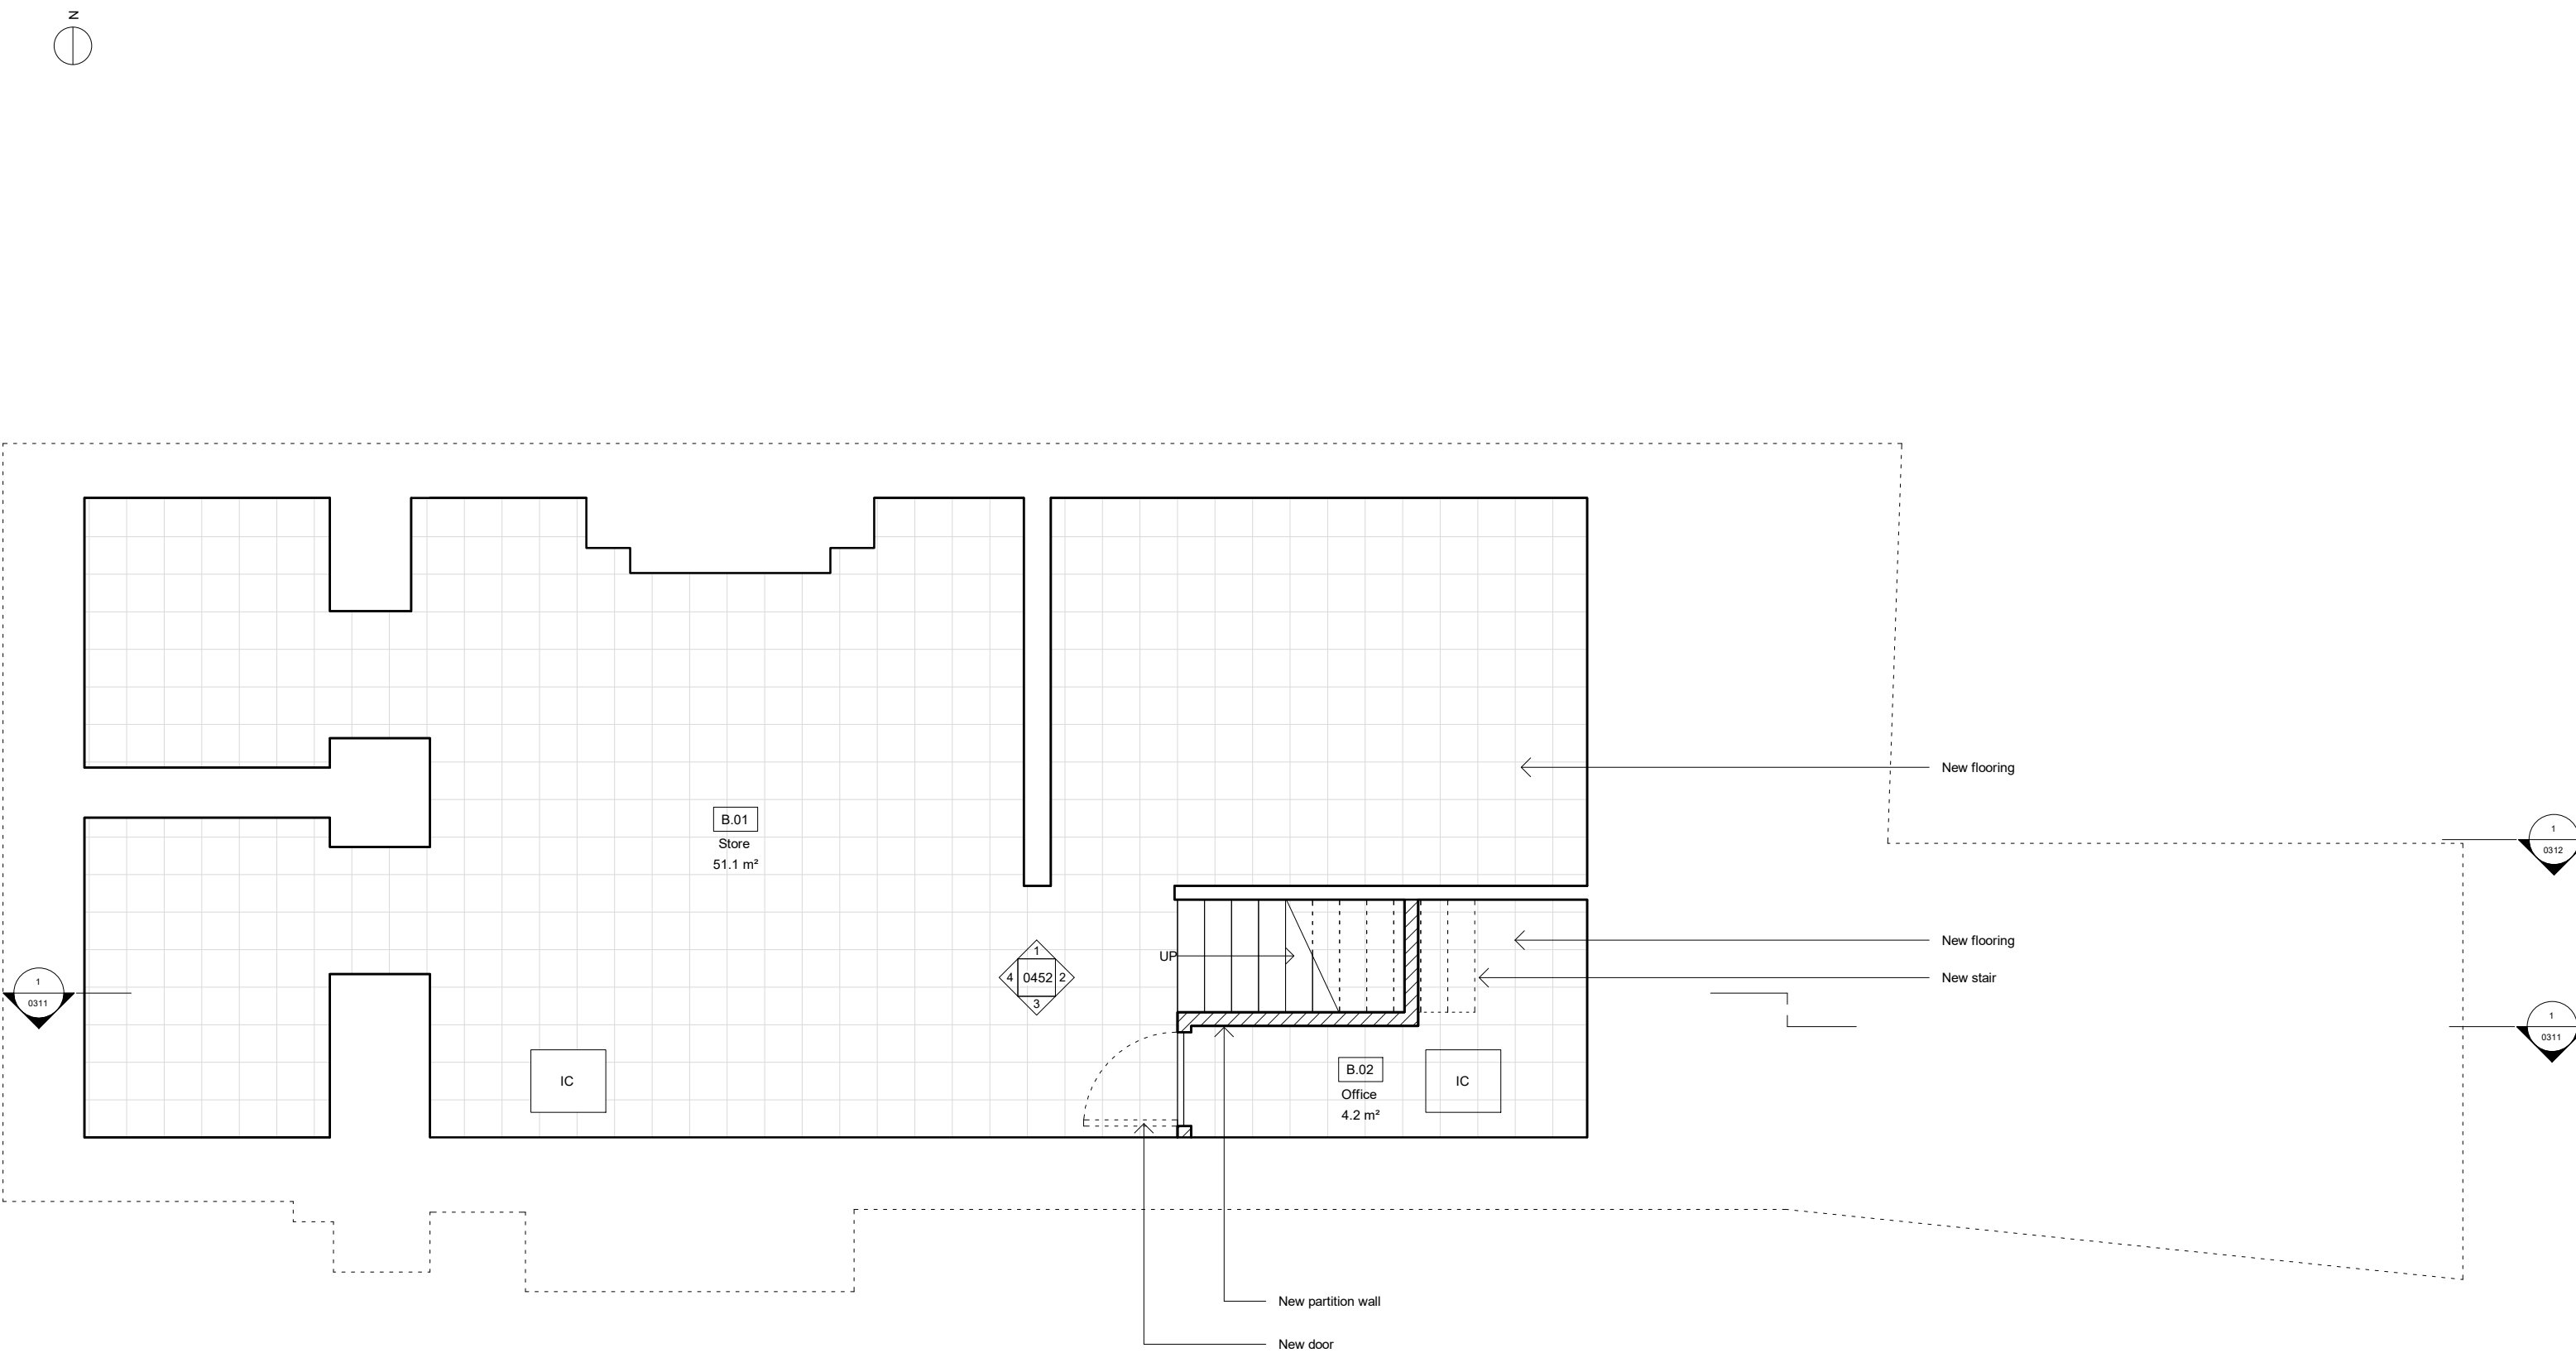 N
New flooring
B.01
Store
51.1 m²
1
0312
New flooring
1
4
0452
2
3
UP
New stair
1
0311
1
0311
IC
B.02
Office
4.2 m²
IC
New partition wall
New door